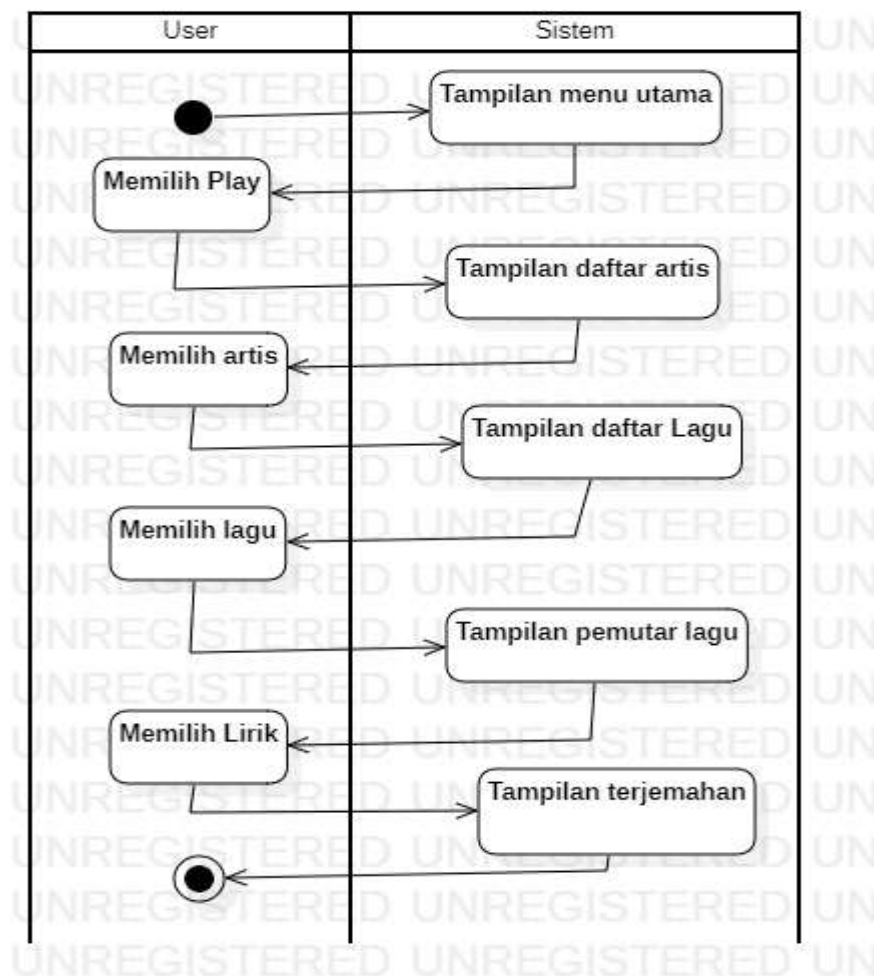 User
Sistem
Tampilan menu utama
Memilih Play
Tampilan daftar artis
Memilih artis
Tampilan daftar Lagu
Memilih lagu
Tampilan pemutar lagu
Memilih Lirik
Tampilan terjemahan
UNREGISTERED